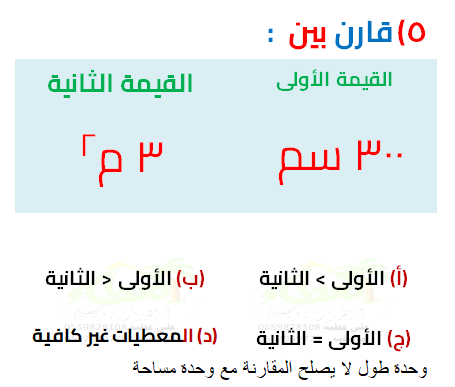 ٥) قارن بين :
القيمة الأولى القيمة الثانية
٣٠٠ سم ٣ م٢
(أ) الأولى > الثانية (ب) الأولى < الثانية
(ج) الأولى = الثانية (د) المعطيات غير كافية
وحدة طول لا يصلح المقارنة مع وحدة مساحة